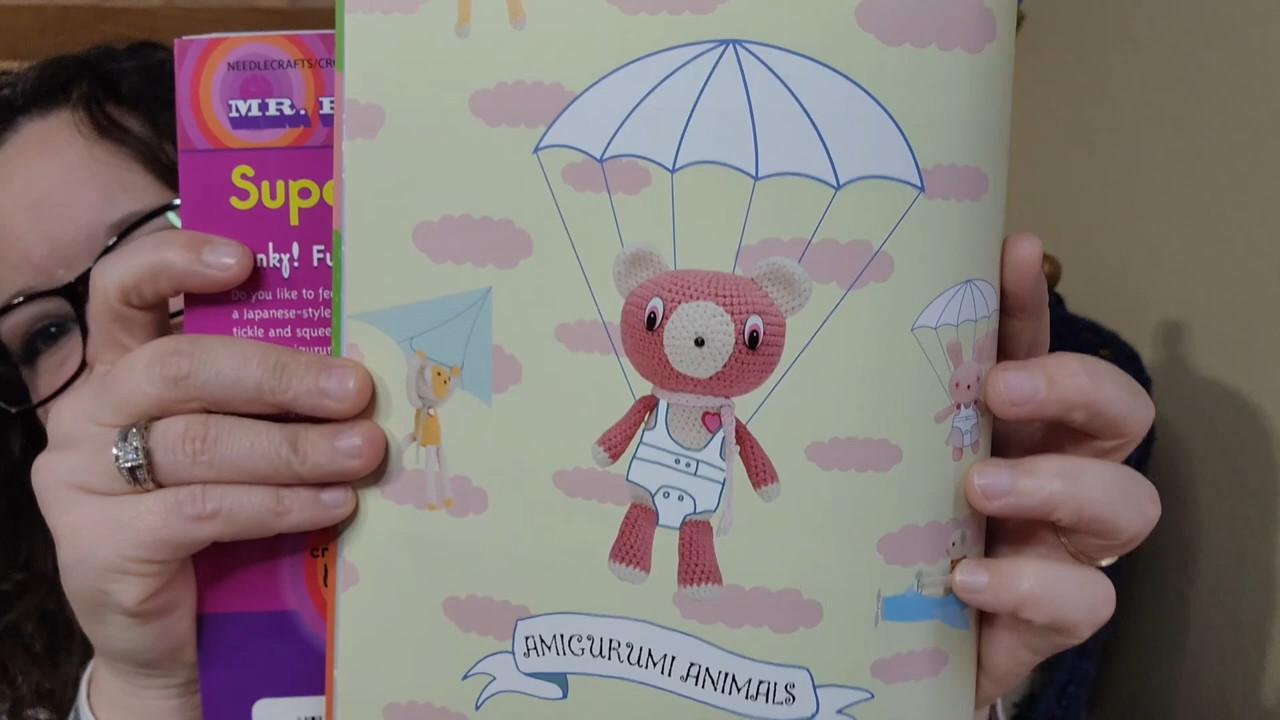 NEEDLECRAFTS/CR
MR.
Supe
nky! Fu
Do you like to fe
a Japanese-style
tickle and squee
AMIGURUMI ANIMALS